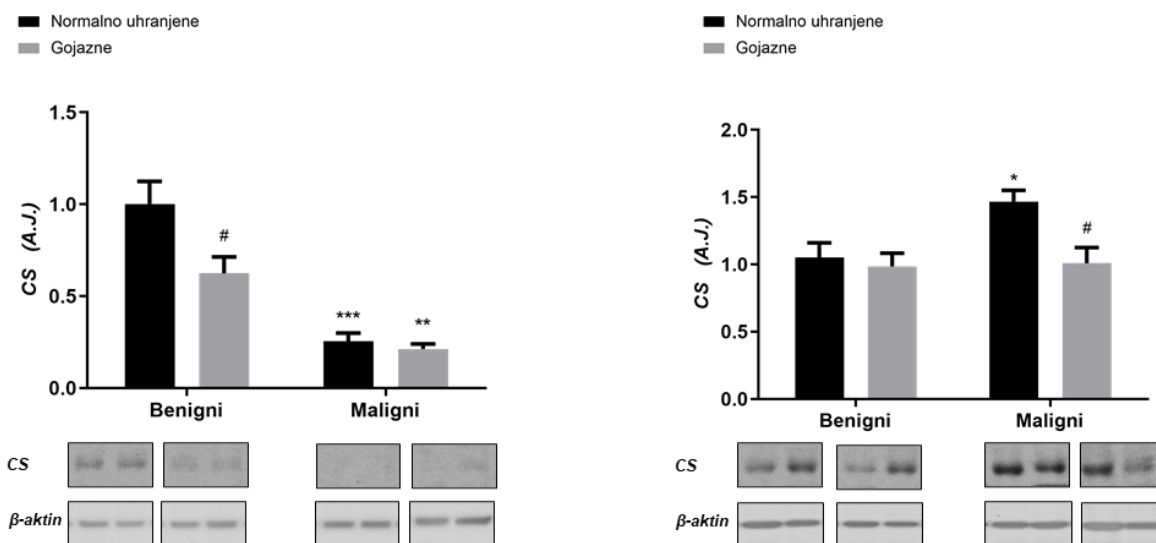 Normalno uhranjene
Gojazne
CS (A.J.)
1.5
1.0
0.5
0.0
#
***
**
Benigni
Maligni
CS
β-aktin
Normalno uhranjene
Gojazne
CS (A.J.)
2.0
1.5
1.0
0.5
0.0
*
#
Benigni
Maligni
CS
β-aktin